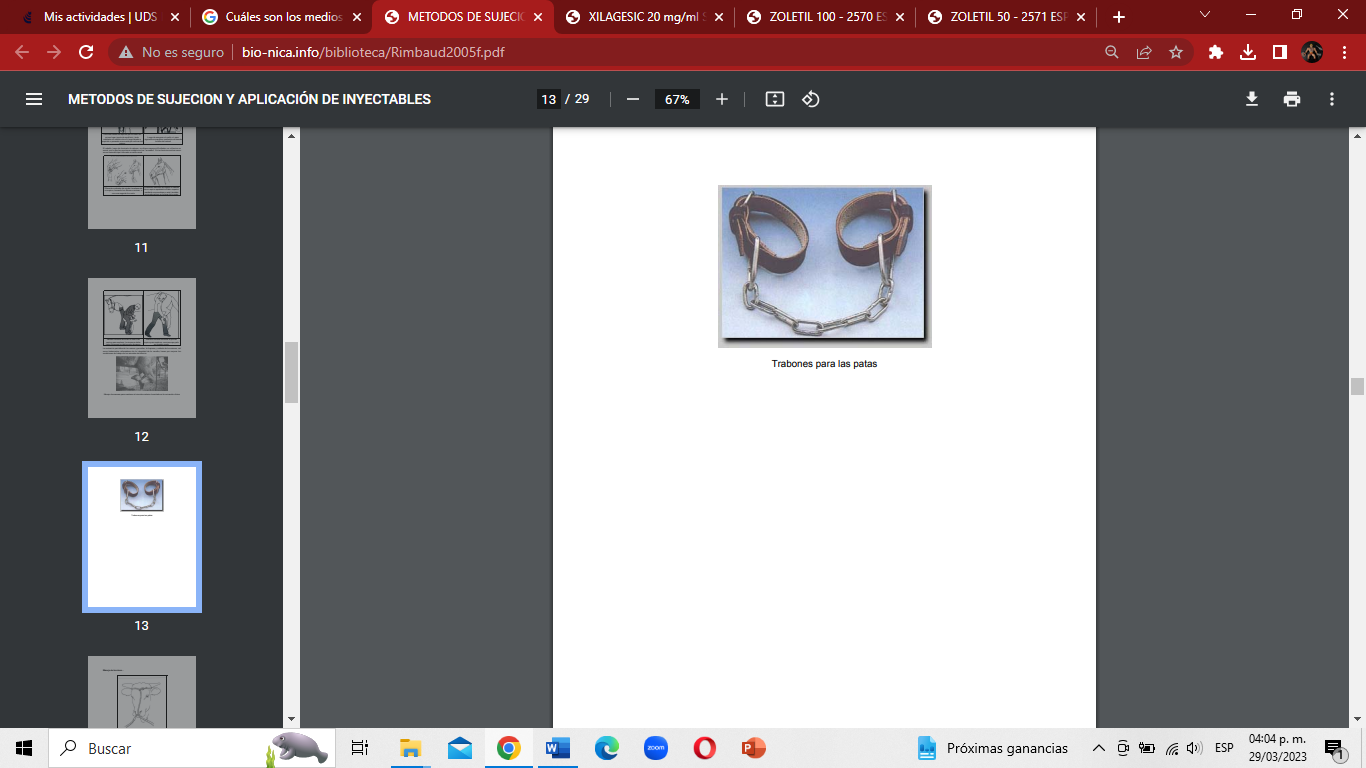 Mis actividades | UDS
Cuáles son los medios
METODOS DE SUJECIO
XILAGESIC 20 mg/ml S
ZOLETIL 100 - 2570 ES
ZOLETIL 50 - 2571 ESP
No es seguro
bio-nica.info/biblioteca/Rimbaud2005f.pdf
METODOS DE SUJECION Y APLICACIÓN DE INYECTABLES
13 / 29
67%
11
12
13
Trabones para las patas
Buscar
zoom
Próximas ganancias
ESP
04:04 p. m.
29/03/2023
1